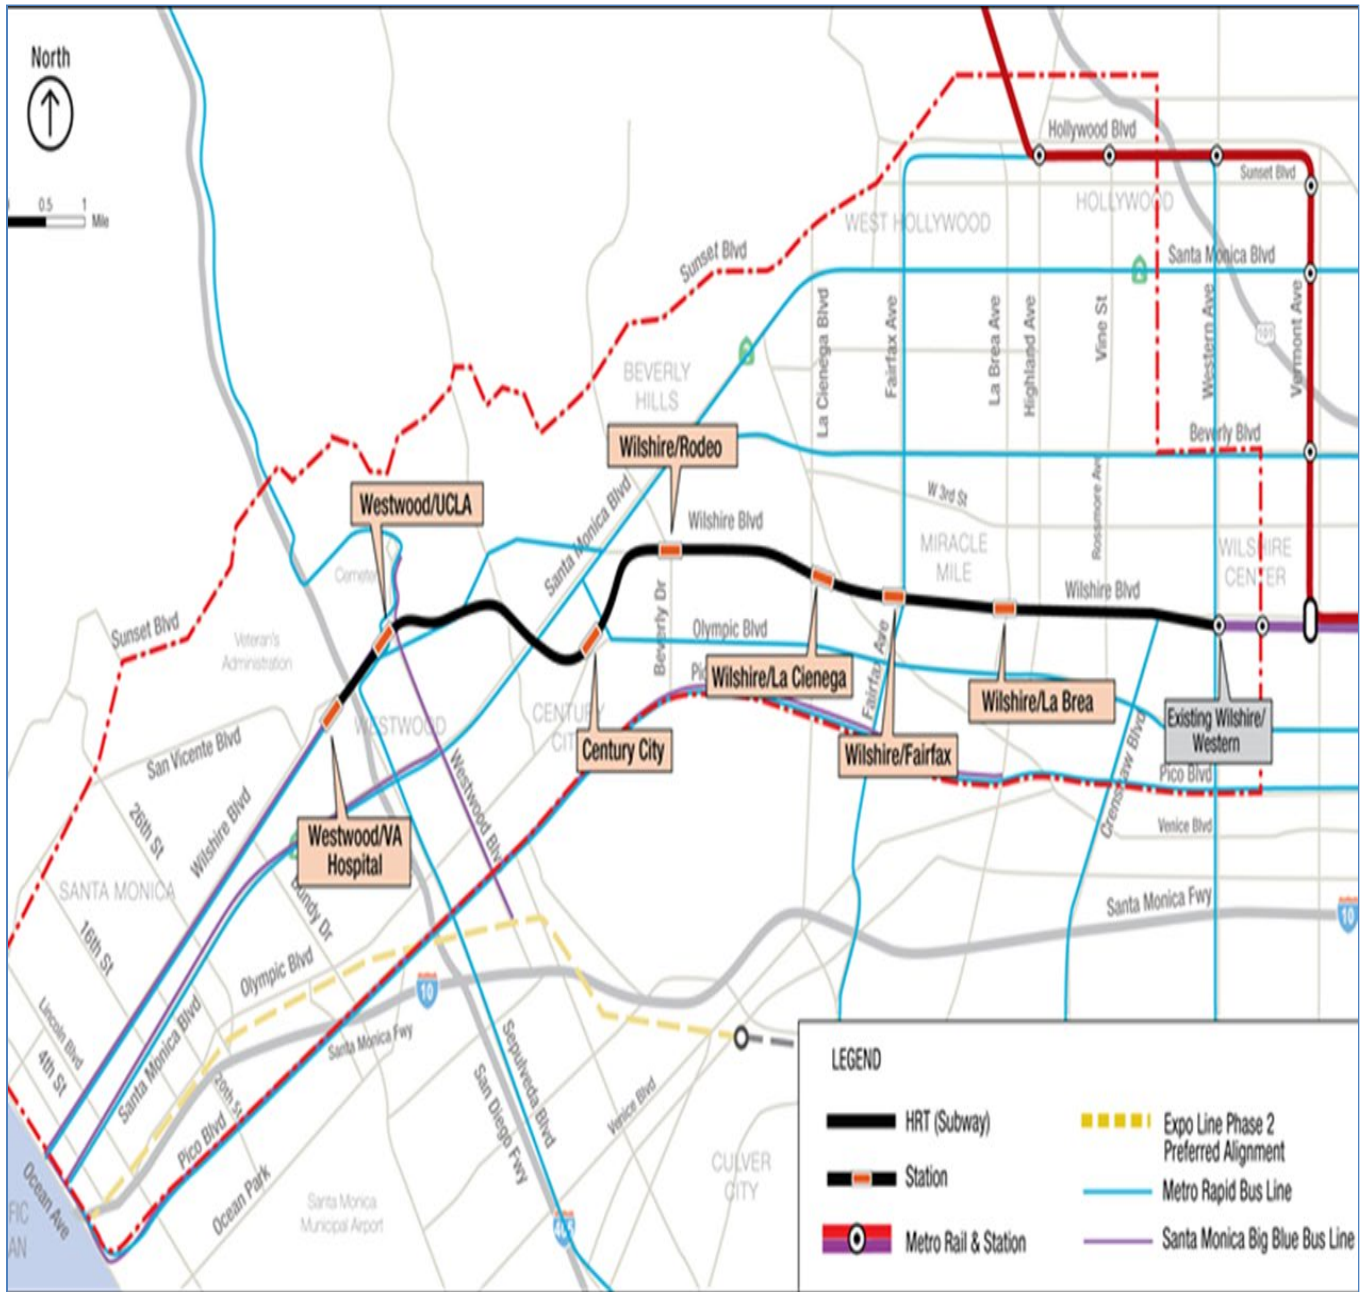 North
0.5
1
Mile
Hollywood Blvd
Sunset Blvd
HOLLYWOOD
WEST HOLLYWOOD
Sunset Blvd
Santa Monica Blvd
La Cienega Blvd
Fairfax Ave
La Brea Ave
Highland Ave
Vine St
Western Ave
Vermont Ave
101
BEVERLY
HILLS
Wilshire/Rodeo
Beverly Blvd
Westwood/UCLA
Santa Monica Blvd
W 3rd St
Rossmore Ave
Wilshire Blvd
MIRACLE
MILE
WILSHIRE
CENTER
Wilshire Blvd
Beverly Dr
Olympic Blvd
Sunset Blvd
Veteran's
Administration
Wilshire/La Cienega
Fairfax Ave
Wilshire/La Brea
Existing Wilshire/
Western
WESTWOOD
CENTURY
Century City
Wilshire/Fairfax
San Vicente Blvd
Westwood Blvd
Crenshaw Blvd
Pico Blvd
Venice Blvd
26th St
Wilshire Blvd
Westwood/VA
Hospital
SANTA MONICA
Bundy Dr
16th St
Olympic Blvd
Santa Monica Fwy
10
10
Lincoln Blvd
4th St
Santa Monica Blvd
20th St
Santa Monica Fwy
Pico Blvd
San Diego Fwy
Sepulveda Blvd
Venice Blvd
CULVER
CITY
Ocean Ave
Ocean Park
Santa Monica
Municipal Airport
405
FIC
AN
LEGEND
HRT (Subway)
Station
Metro Rail & Station
Expo Line Phase 2
Preferred Alignment
Metro Rapid Bus Line
Santa Monica Big Blue Bus Line